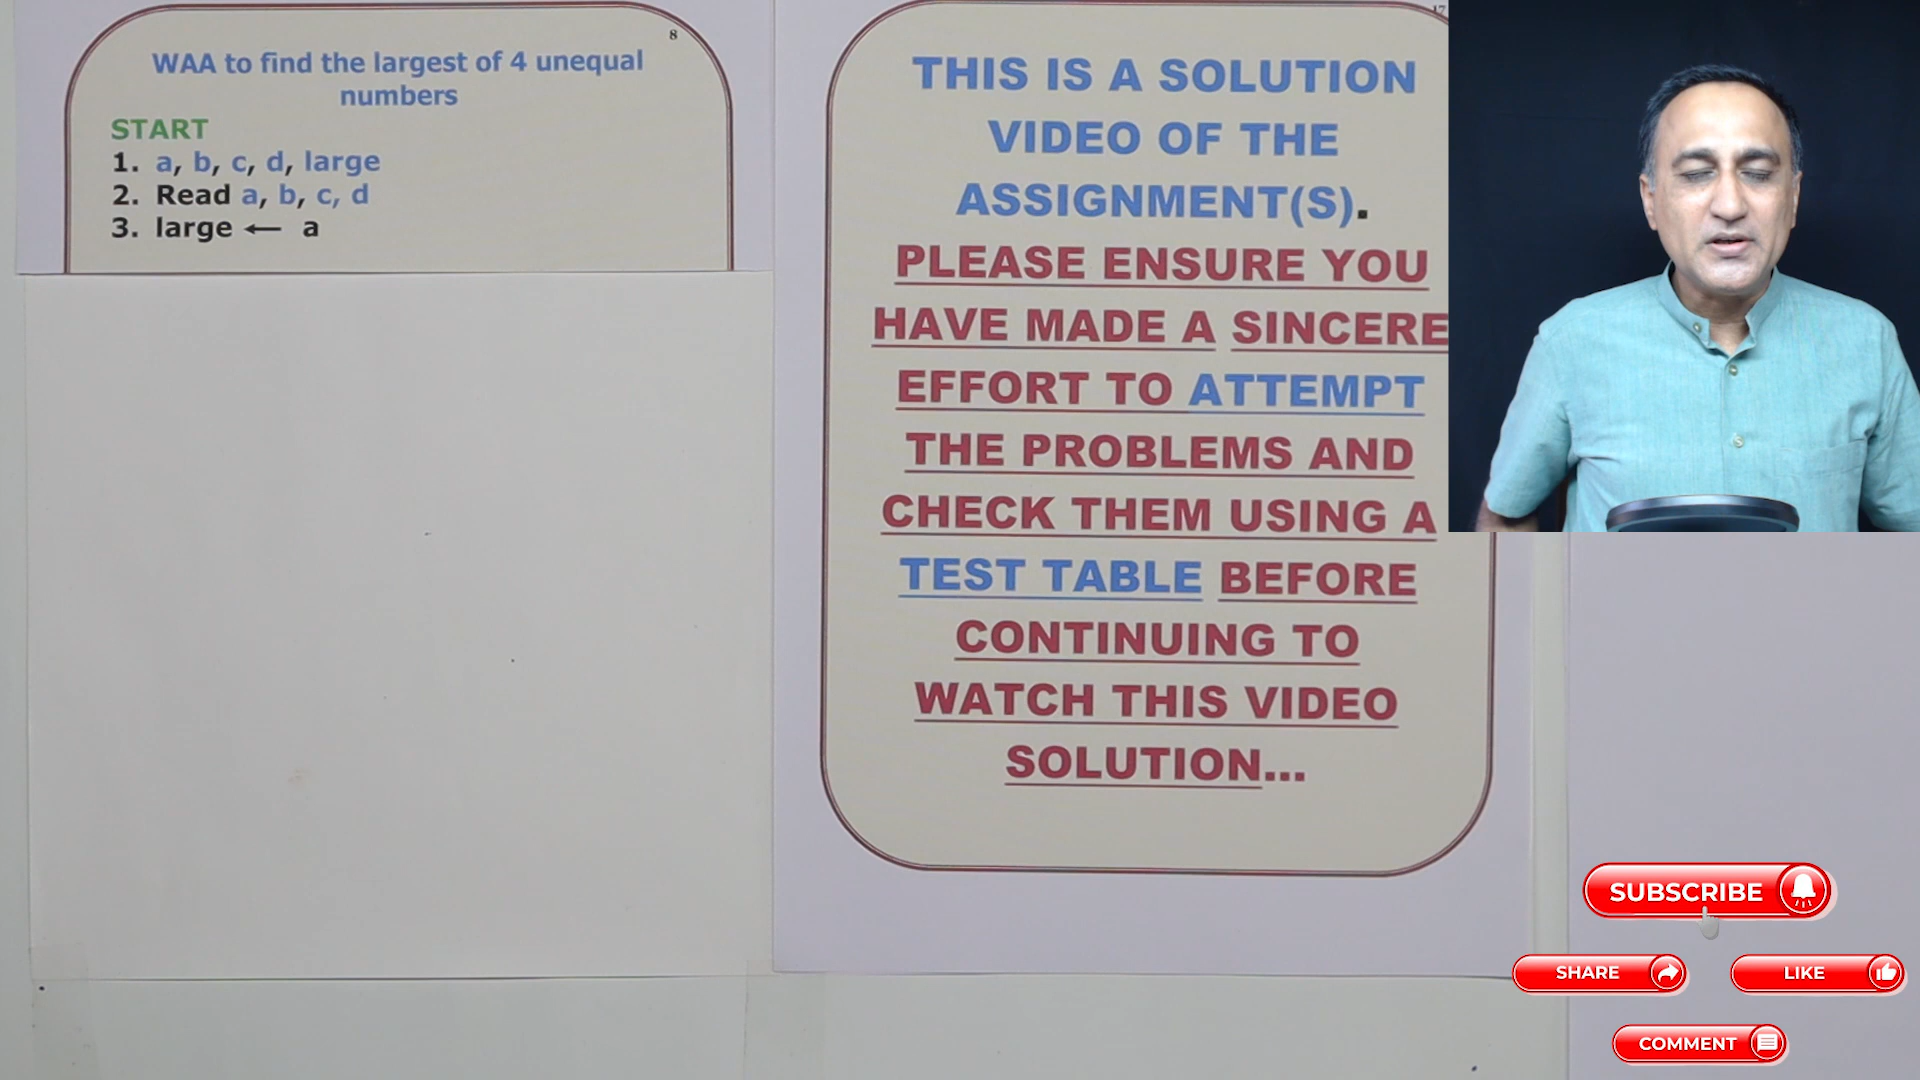 8
WAA to find the largest of 4 unequal
numbers
START
1. a, b, c, d, large
2. Read a, b, c, d
3. large ← a
17
THIS IS A SOLUTION
VIDEO OF THE
ASSIGNMENT(S).
PLEASE ENSURE YOU
HAVE MADE A SINCERE
EFFORT TO ATTEMPT
THE PROBLEMS AND
CHECK THEM USING A
TEST TABLE BEFORE
CONTINUING TO
WATCH THIS VIDEO
SOLUTION...
SUBSCRIBE
SHARE
LIKE
COMMENT